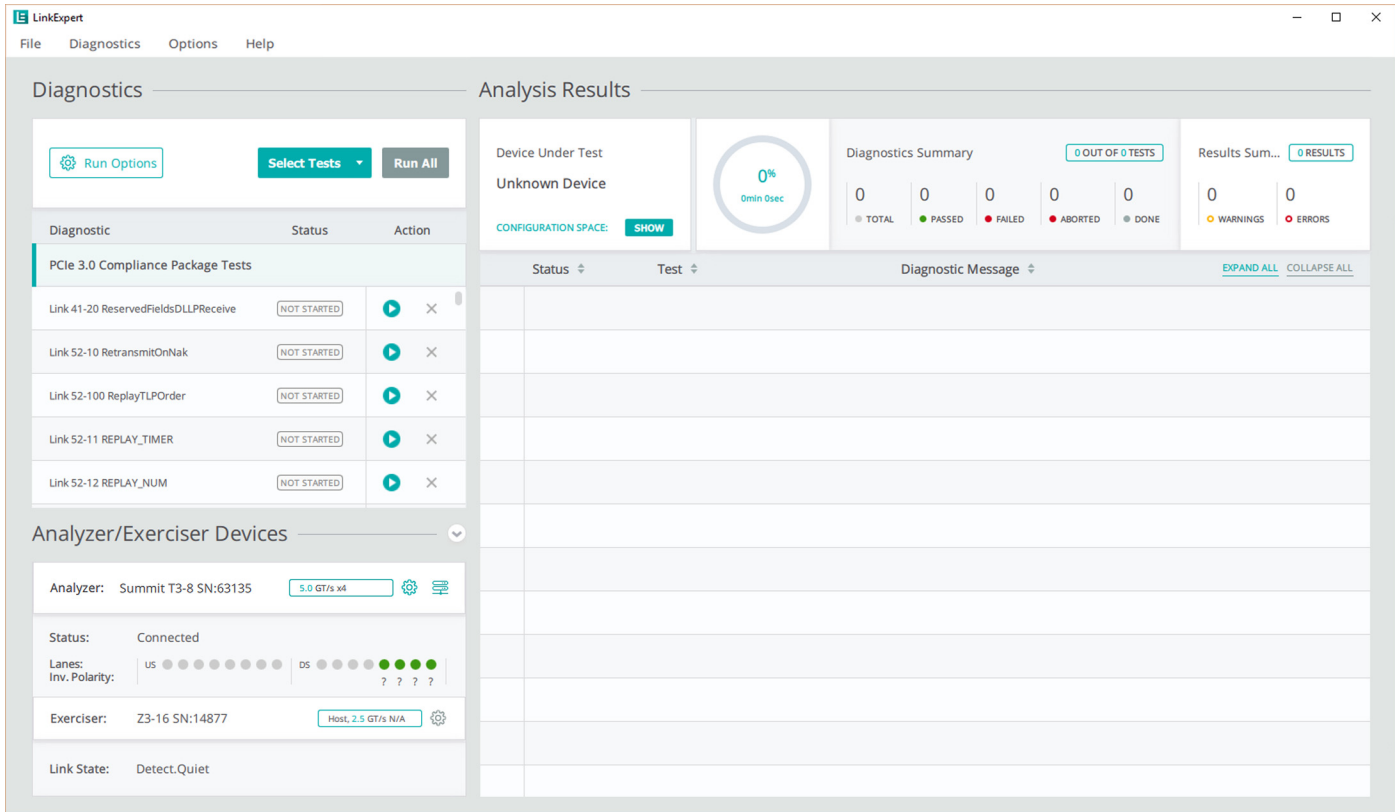 LinkExpert
File Diagnostics Options Help
Diagnostics
Run Options Select Tests Run All
Diagnostic Status Action
PCIe 3.0 Compliance Package Tests
Link 41-20 ReservedFieldsDLLPReceive NOT STARTED
Link 52-10 RetransmitOnNak NOT STARTED
Link 52-100 ReplayTLPOrder NOT STARTED
Link 52-11 REPLAY_TIMER NOT STARTED
Link 52-12 REPLAY_NUM NOT STARTED
Analyzer/Exerciser Devices
Analyzer: Summit T3-8 SN:63135 5.0 GT/s x4
Status: Connected
Lanes: US DS
Inv. Polarity: ? ? ? ?
Exerciser: Z3-16 SN:14877 Host, 2.5 GT/s N/A
Link State: Detect.Quiet
Analysis Results
Device Under Test
Unknown Device
CONFIGURATION SPACE: SHOW
0%
0min 0sec
Diagnostics Summary 0 OUT OF 0 TESTS
0 0 0 0 0
TOTAL PASSED FAILED ABORTED DONE
Results Sum... 0 RESULTS
0 0
WARNINGS ERRORS
Status Test Diagnostic Message EXPAND ALL COLLAPSE ALL